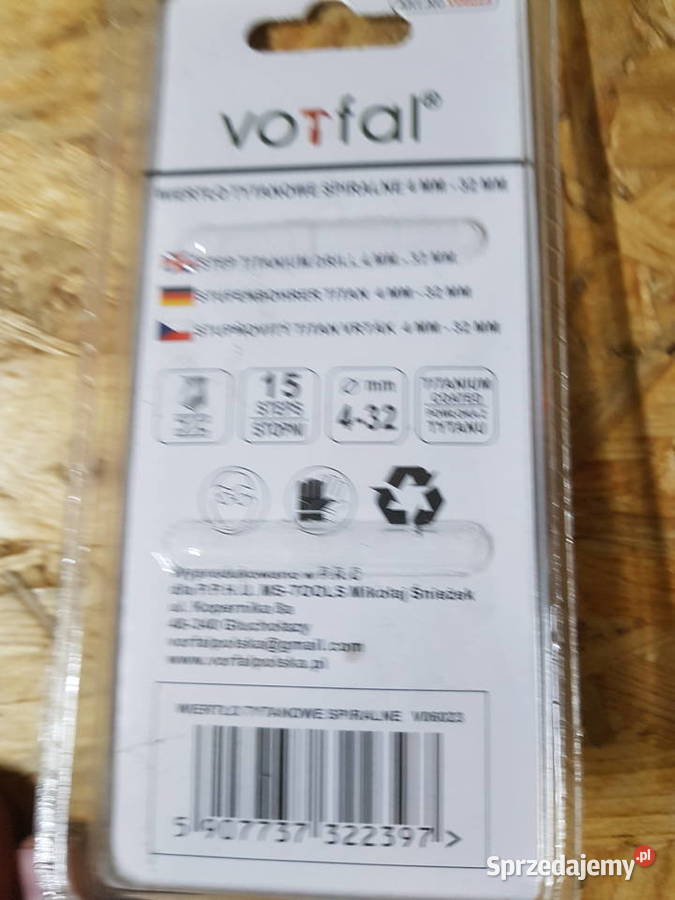 vorfal®
WIERTŁO TYTANOWE SPIRALNE 4 MM - 32 MM
STEP TITANIUM DRILL 4 MM - 32 MM
STUFENBOHRER TITAN 4 MM - 32 MM
STUPŇOVITÝ TITAN VRTÁK 4 MM - 32 MM
15
STEPS
STOPNI
Ø mm
4-32
TITANIUM
COATED
POWŁOKA Z
TYTANU
Wyprodukowano w P.R.C
dla P.P.H.U. MS-TOOLS Mikołaj Śnieżek
ul. Kopernika 8a
48-340 Głuchołazy
vorfalpolska@gmail.com
www.vorfalpolska.pl
WIERTŁO TYTANOWE SPIRALNE V06023
5 907737 322397 >
Sprzedajemy.pl